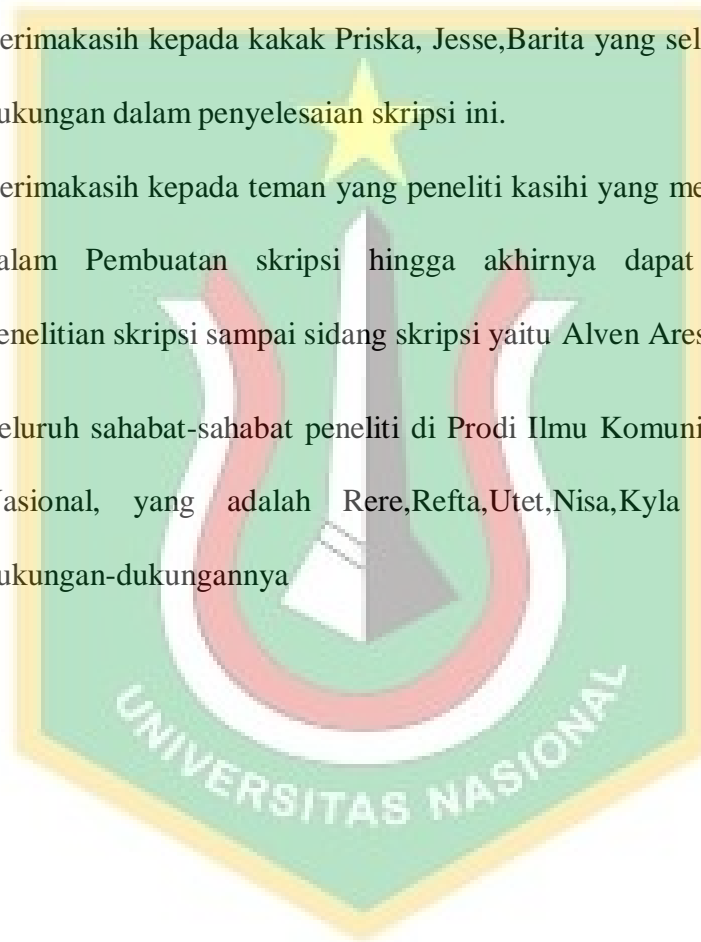 erimakasih kepada kakak Priska, Jesse,Barita yang sel
ukungan dalam penyelesaian skripsi ini.
erimakasih kepada teman yang peneliti kasihi yang me
alam Pembuatan skripsi hingga akhirnya dapat
enelitian skripsi sampai sidang skripsi yaitu Alven Ares
eluruh sahabat-sahabat peneliti di Prodi Ilmu Komuni
asional, yang adalah Rere,Refta,Utet,Nisa,Kyla
ukungan-dukungannya
UNIVERSITAS NASIONAL